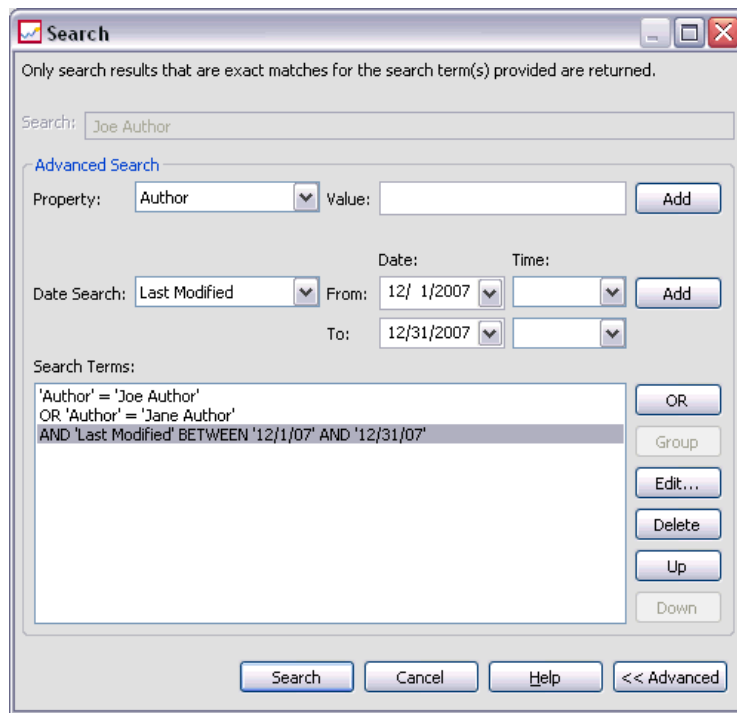 Search
Only search results that are exact matches for the search term(s) provided are returned.
Search: Joe Author
Advanced Search
Property: Author Value: Add
Date: Time:
Date Search: Last Modified From: 12/ 1/2007 Add
To: 12/31/2007
Search Terms:
'Author' = 'Joe Author'
OR 'Author' = 'Jane Author'
AND 'Last Modified' BETWEEN '12/1/07' AND '12/31/07'
OR
Group
Edit...
Delete
Up
Down
Search Cancel Help << Advanced